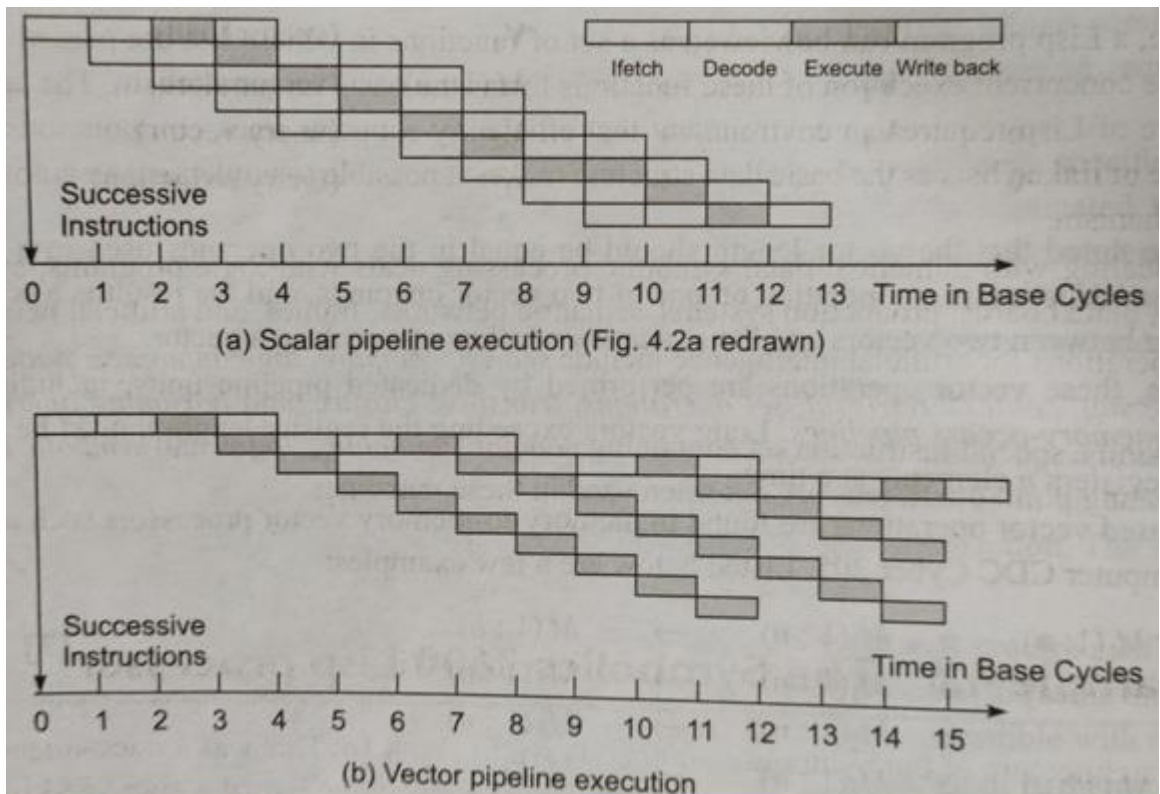 Ifetch Decode Execute Write back
Successive
Instructions
0 1 2 3 4 5 6 7 8 9 10 11 12 13 Time in Base Cycles
(a) Scalar pipeline execution (Fig. 4.2a redrawn)
Successive
Instructions
Time in Base Cycles
0 1 2 3 4 5 6 7 8 9 10 11 12 13 14 15
(b) Vector pipeline execution